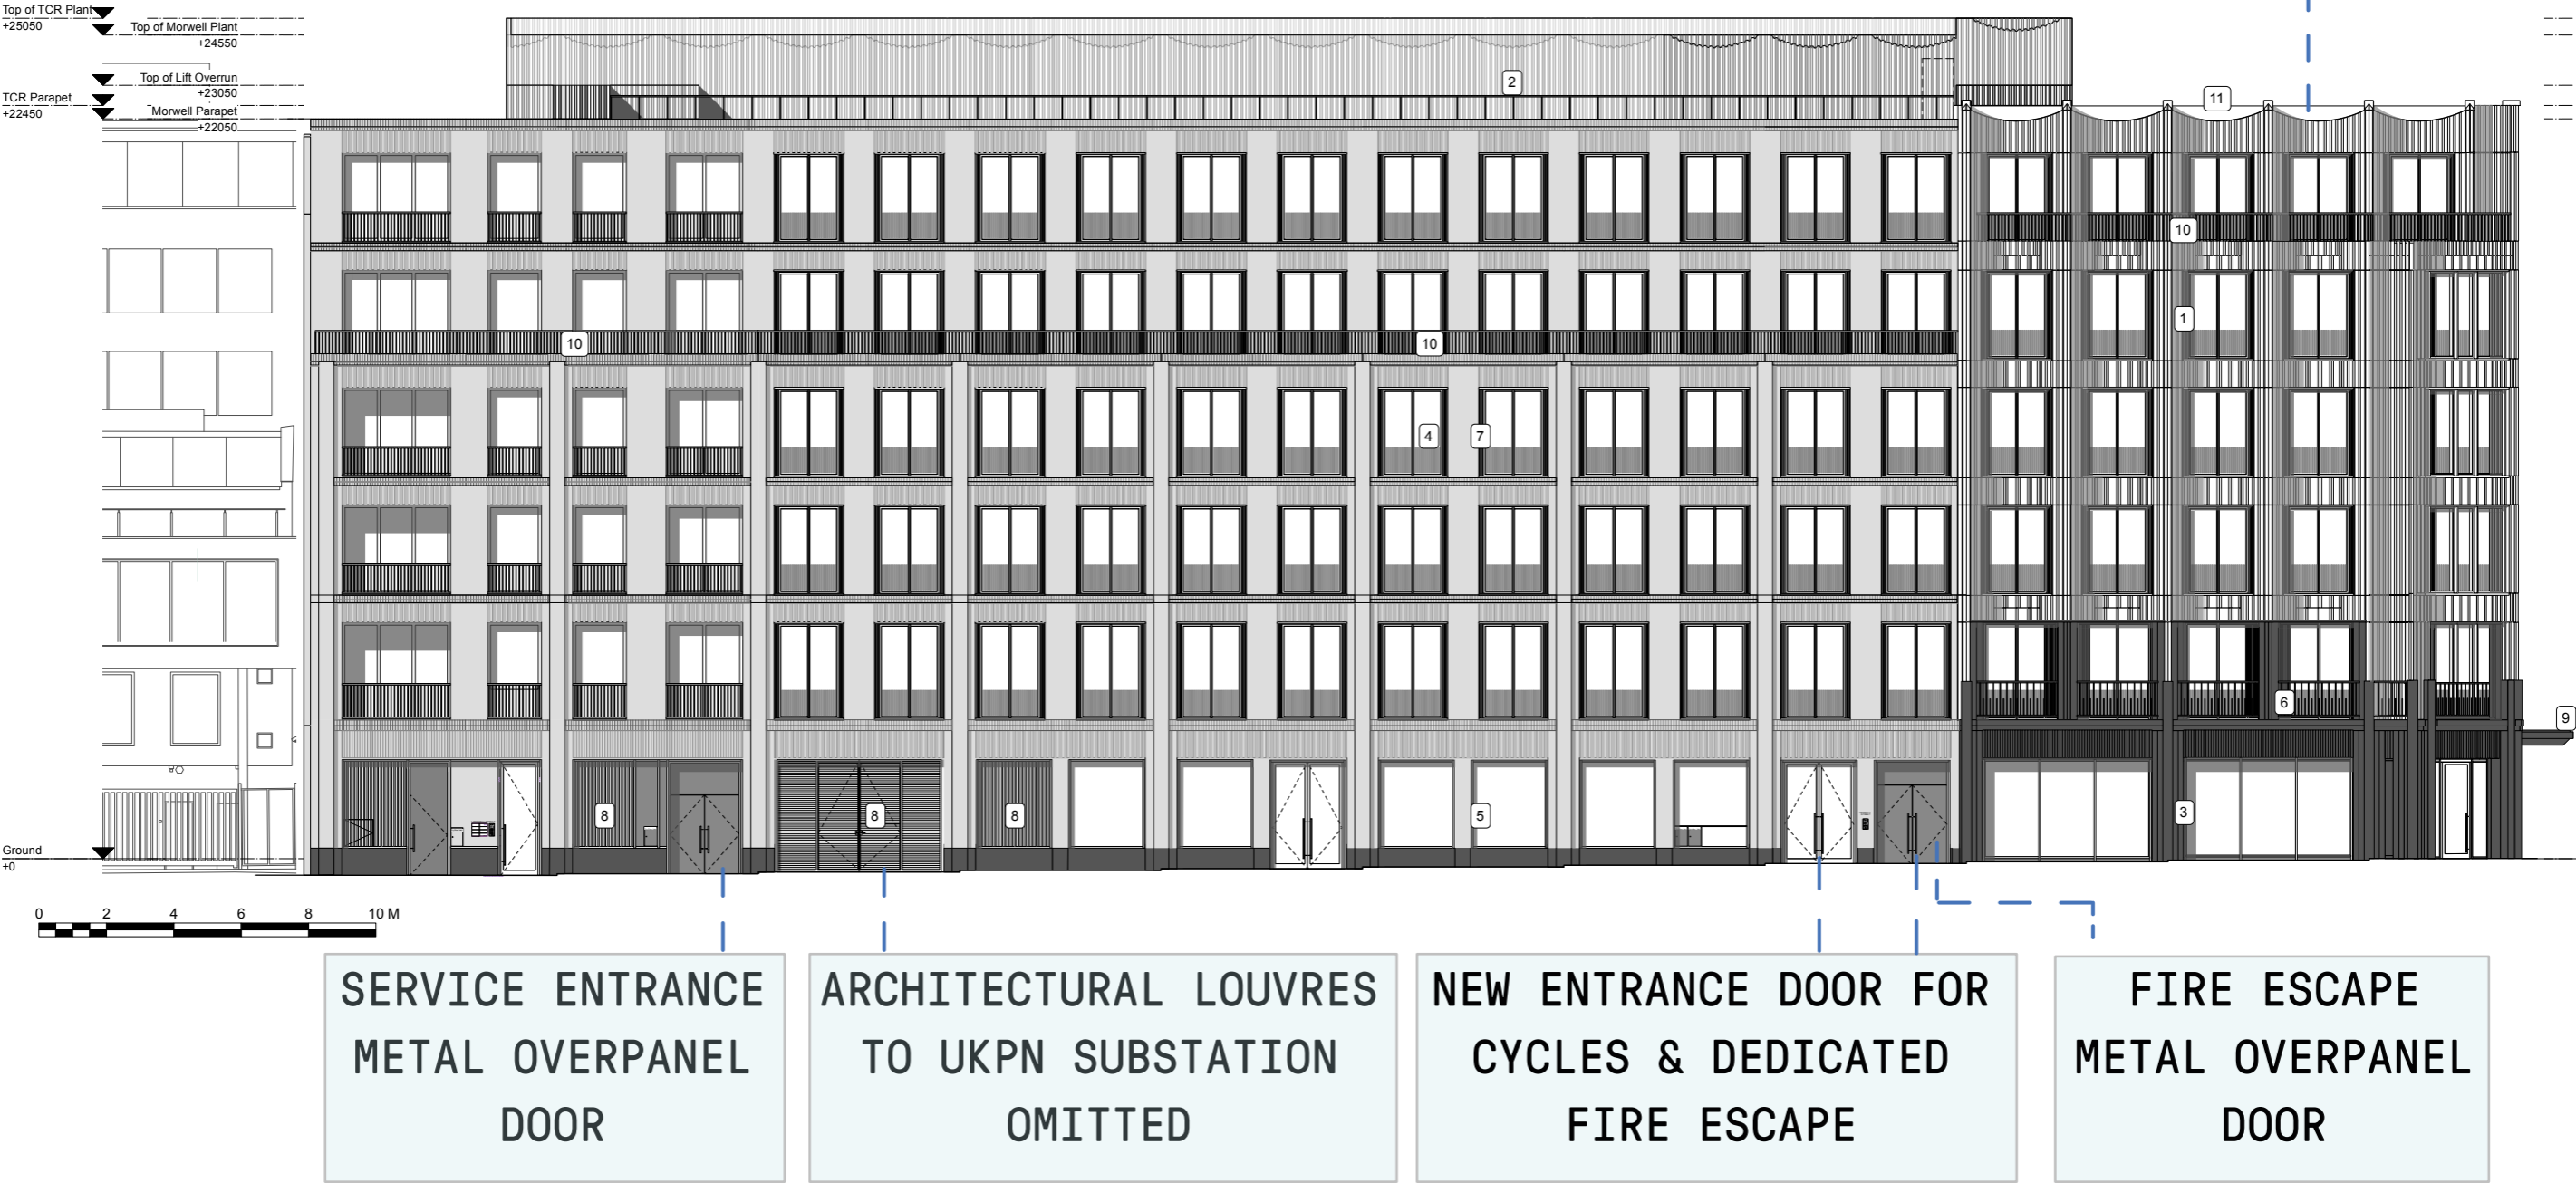 Top of TCR Plant
+25050
Top of Morwell Plant
+24550
Top of Lift Overrun
+23050
TCR Parapet
+22450
Morwell Parapet
+22050
2
11
10
1
10
10
4
7
6
9
8
8
8
5
3
Ground
±0
0 2 4 6 8 10 M
SERVICE ENTRANCE
METAL OVERPANEL
DOOR
ARCHITECTURAL LOUVRES
TO UKPN SUBSTATION
OMITTED
NEW ENTRANCE DOOR FOR
CYCLES & DEDICATED
FIRE ESCAPE
FIRE ESCAPE
METAL OVERPANEL
DOOR